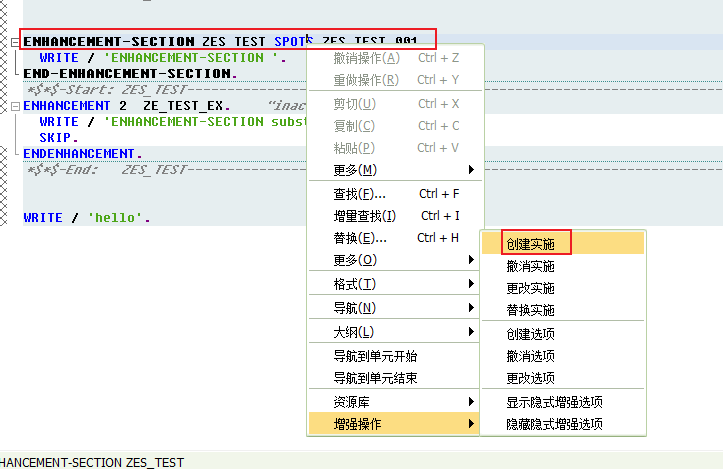 ENHANCEMENT-SECTION ZES_TEST SPOTS ZES_TEST_001
WRITE / 'ENHANCEMENT-SECTION '.
END-ENHANCEMENT-SECTION.
*$*$-Start: ZES_TEST
ENHANCEMENT 2  ZE_TEST_EX.    "inac
WRITE / 'ENHANCEMENT-SECTION subst
SKIP.
ENDENHANCEMENT.
*$*$-End:   ZES_TEST
WRITE / 'hello'.
撤销操作(A) Ctrl + Z
重做操作(R) Ctrl + Y
剪切(U) Ctrl + X
复制(C) Ctrl + C
粘贴(P) Ctrl + V
更多(M)
查找(F)... Ctrl + F
增量查找(I) Ctrl + I
替换(E)... Ctrl + H
更多(O)
格式(T)
导航(N)
大纲(L)
导航到单元开始
导航到单元结束
资源库
增强操作
创建实施
撤消实施
更改实施
替换实施
创建选项
撤消选项
更改选项
显示隐式增强选项
隐藏隐式增强选项
HANCEMENT-SECTION ZES_TEST